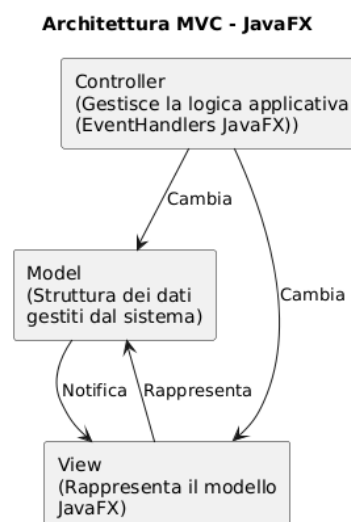 Architettura MVC - JavaFX
Controller
(Gestisce la logica applicativa
(EventHandlers JavaFX))
Cambia
Model
(Struttura dei dati
gestiti dal sistema)
Cambia
Notifica
Rappresenta
View
(Rappresenta il modello
JavaFX)